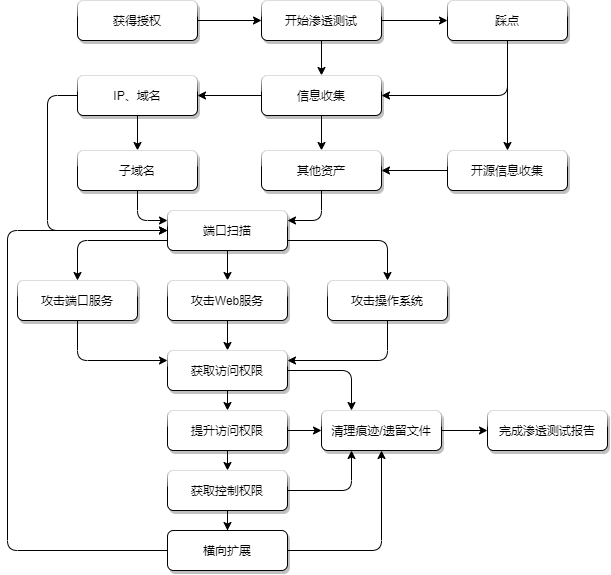 获得授权
开始渗透测试
踩点
IP、域名
信息收集
子域名
其他资产
开源信息收集
端口扫描
攻击端口服务
攻击Web服务
攻击操作系统
获取访问权限
提升访问权限
清理痕迹/遗留文件
完成渗透测试报告
获取控制权限
横向扩展